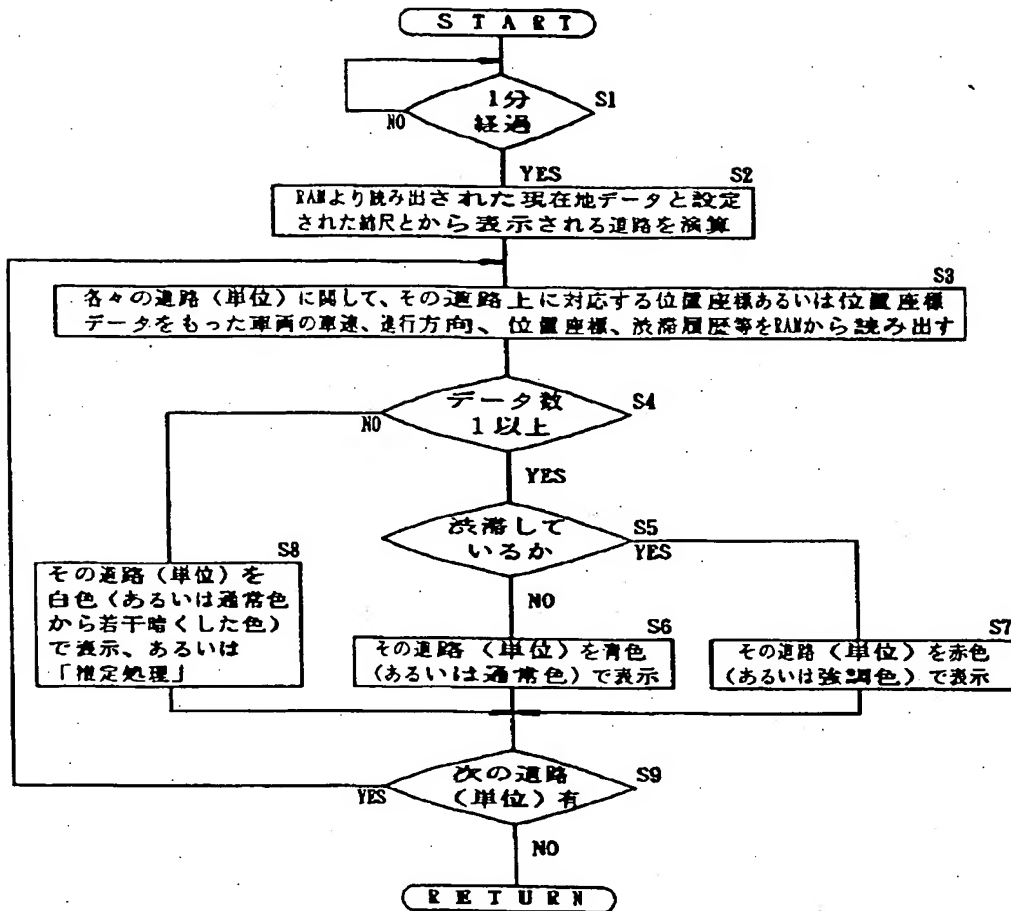 START
1分
経過
S1
NO
YES
S2
RAMより読み出された現在地データと設定
された縮尺とから表示される道路を演算
S3
各々の道路(単位)に関して、その道路上に対応する位置座標あるいは位置座標
データをもった車両の車速、進行方向、位置座標、渋滞履歴等をRAMから読み出す
データ数
1以上
S4
NO
YES
渋滞して
いるか
S5
YES
NO
S8
その道路(単位)を
白色(あるいは通常色
から若干暗くした色)
で表示、あるいは
「推定処理」
S6
その道路(単位)を青色
(あるいは通常色)で表示
S7
その道路(単位)を赤色
(あるいは強調色)で表示
次の道路
(単位)有
S9
YES
NO
RETURN